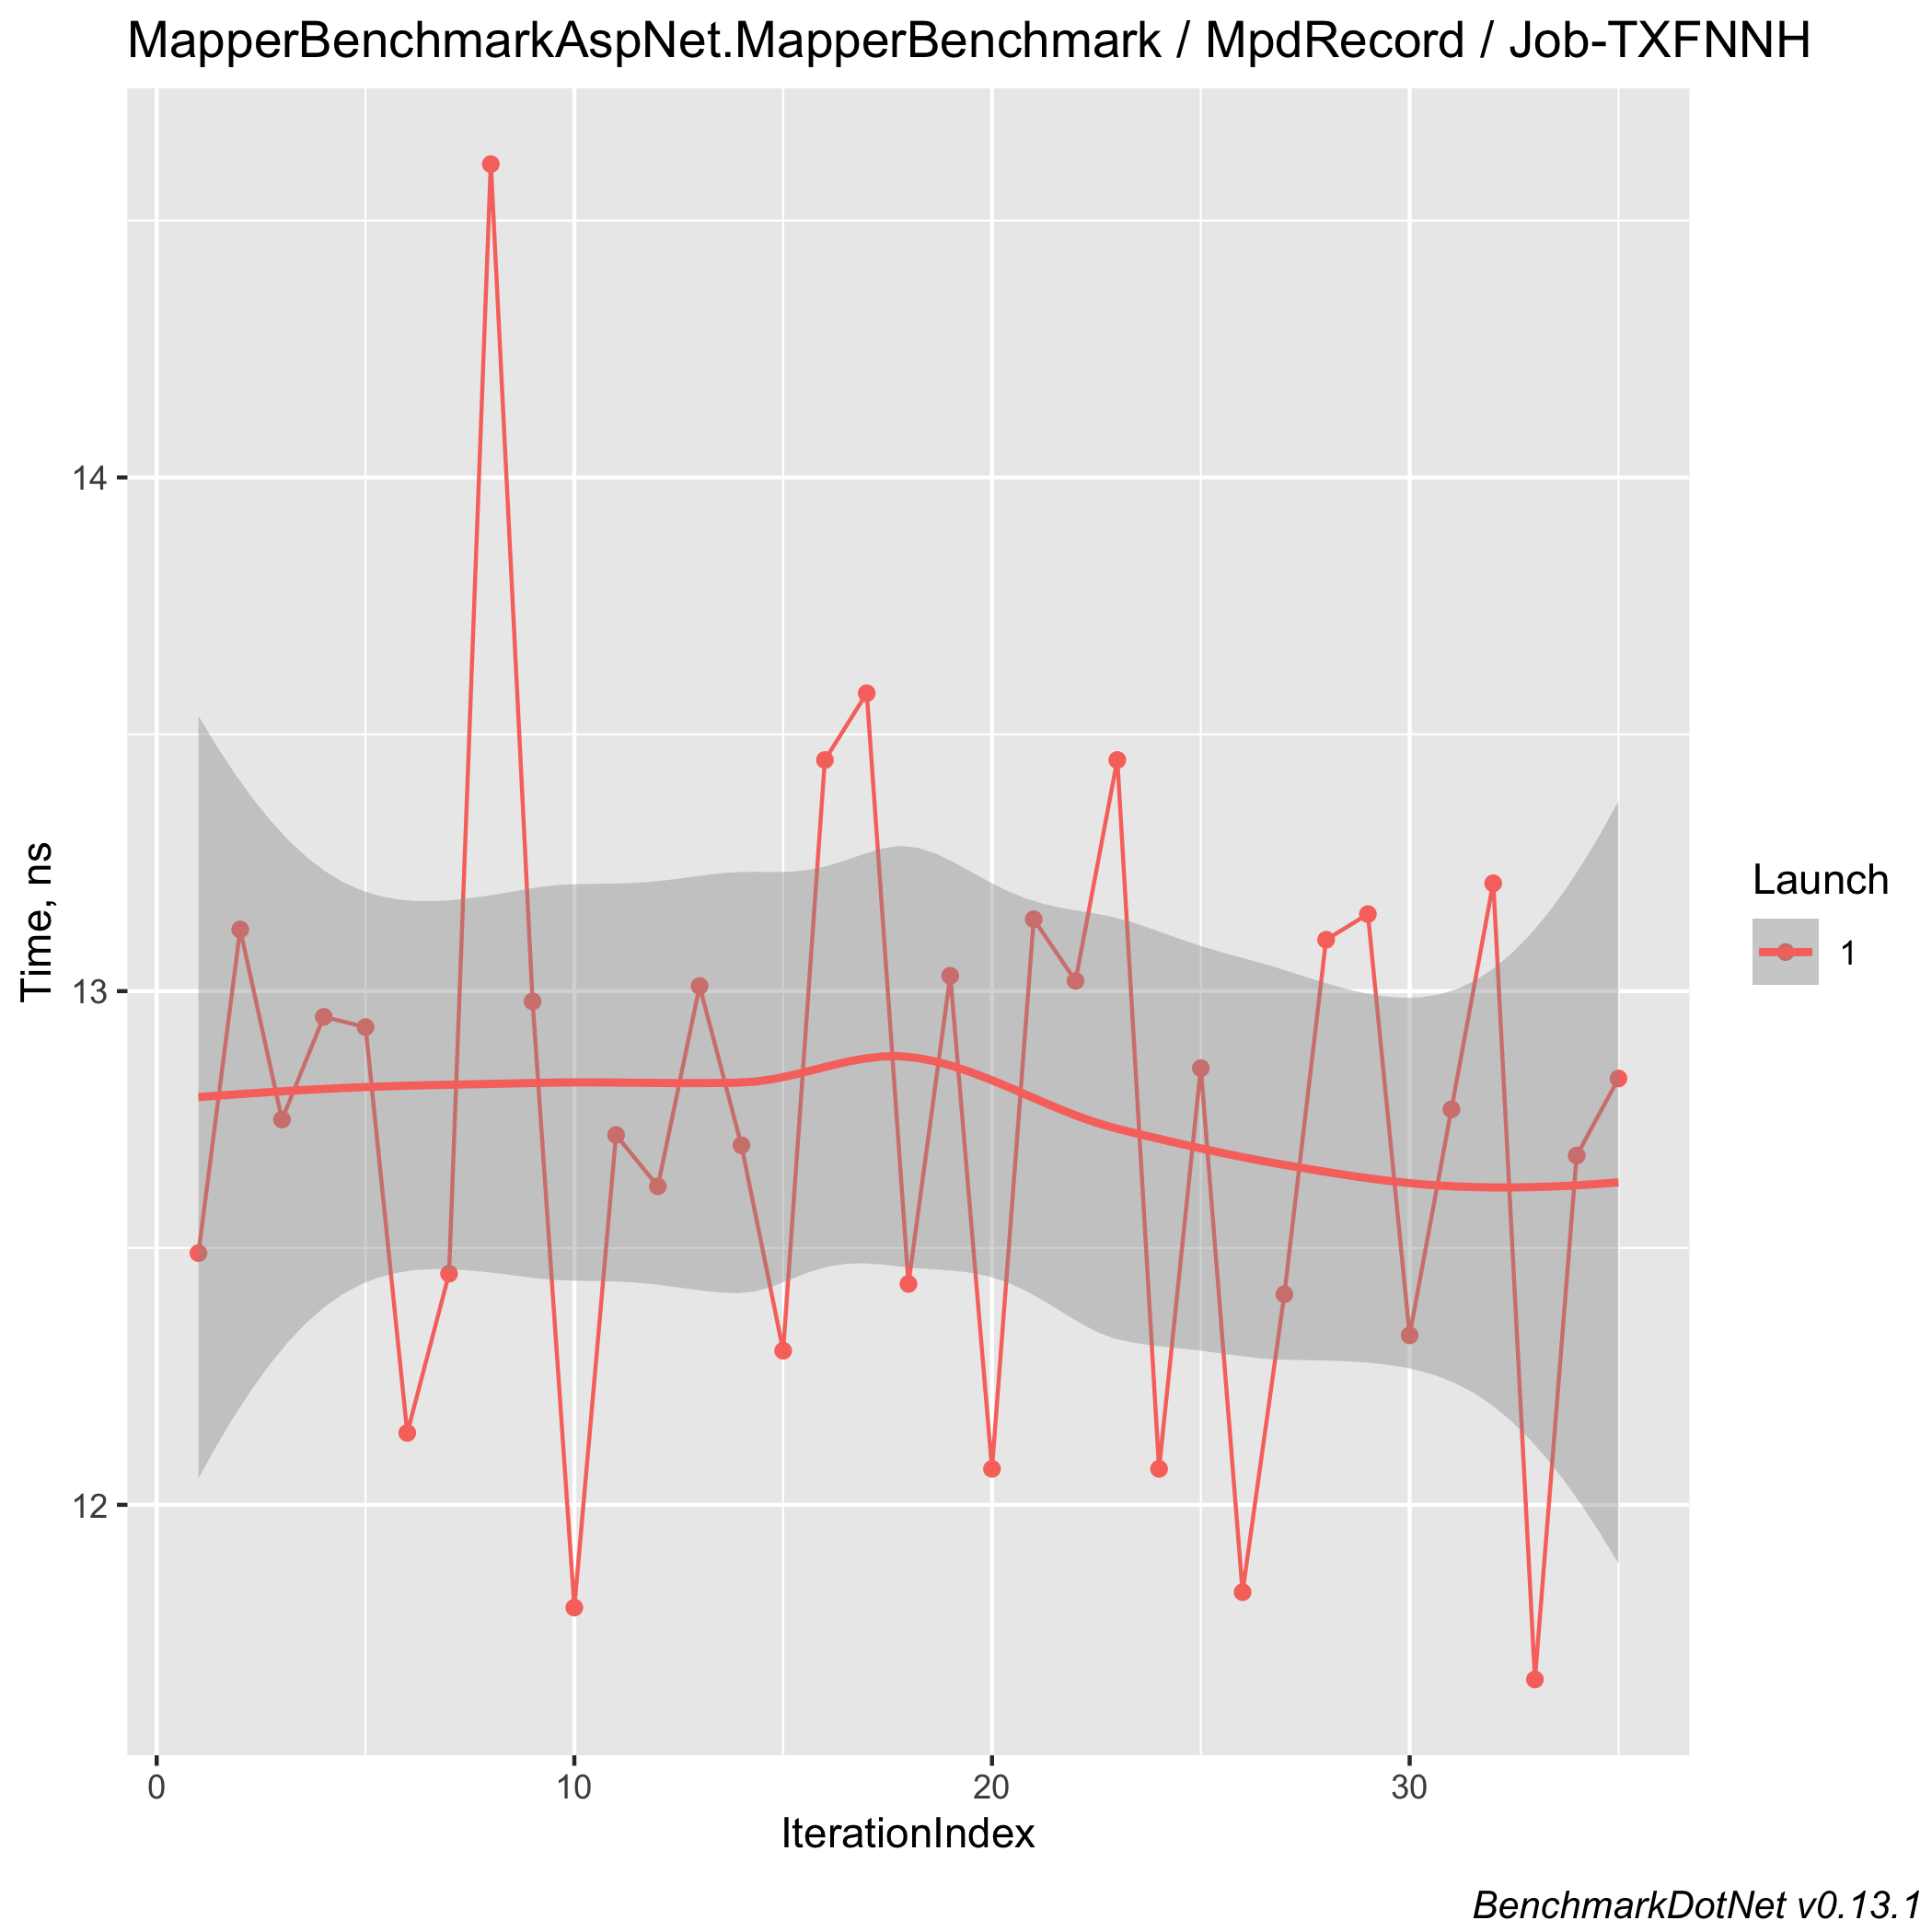 MapperBenchmarkAspNet.MapperBenchmark / MpdRecord / Job-TXFNNH
Time, ns
14
13
12
0 10 20 30
IterationIndex
Launch
1
BenchmarkDotNet v0.13.1